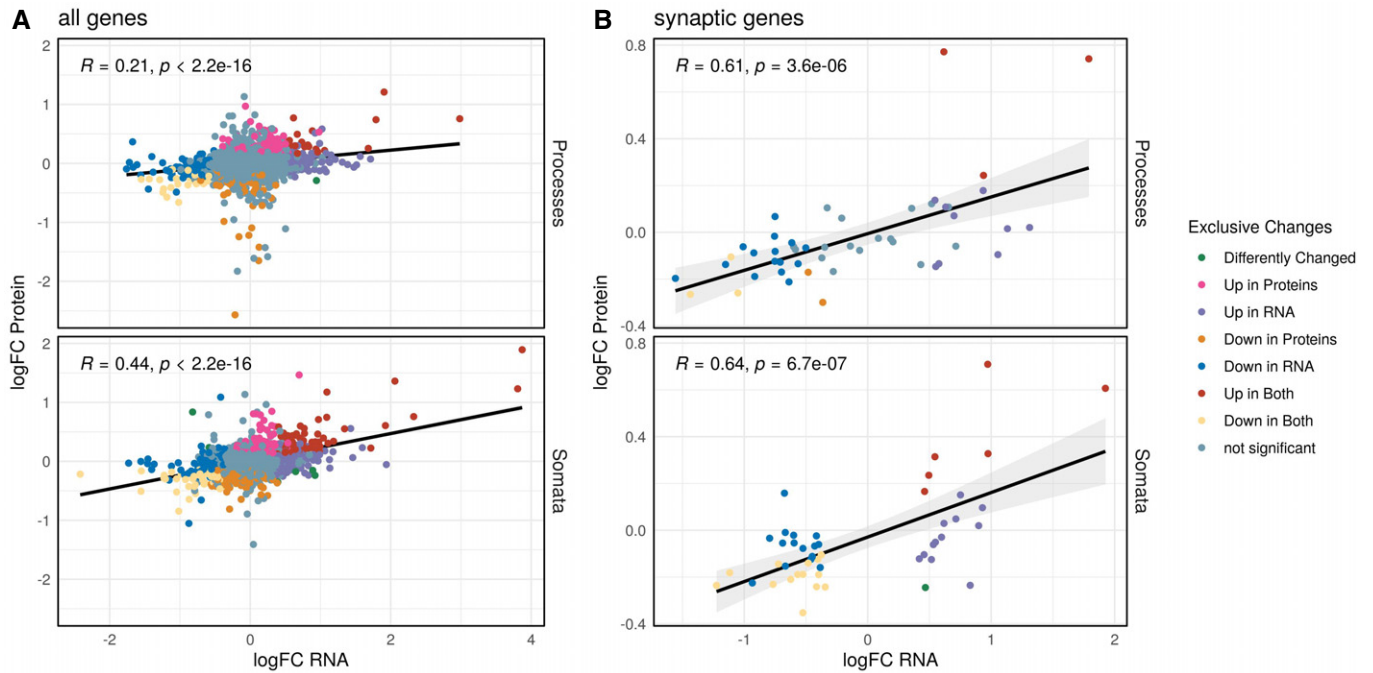 A all genes
R = 0.21, p < 2.2e-16
2
1
0
-1
-2
Processes
R = 0.44, p < 2.2e-16
2
1
0
-1
-2
Somata
logFC Protein
-2 0 2 4
logFC RNA
B synaptic genes
R = 0.61, p = 3.6e-06
0.8
0.4
0.0
-0.4
Processes
R = 0.64, p = 6.7e-07
0.8
0.4
0.0
-0.4
Somata
logFC Protein
-1 0 1 2
logFC RNA
Exclusive Changes
Differently Changed
Up in Proteins
Up in RNA
Down in Proteins
Down in RNA
Up in Both
Down in Both
not significant